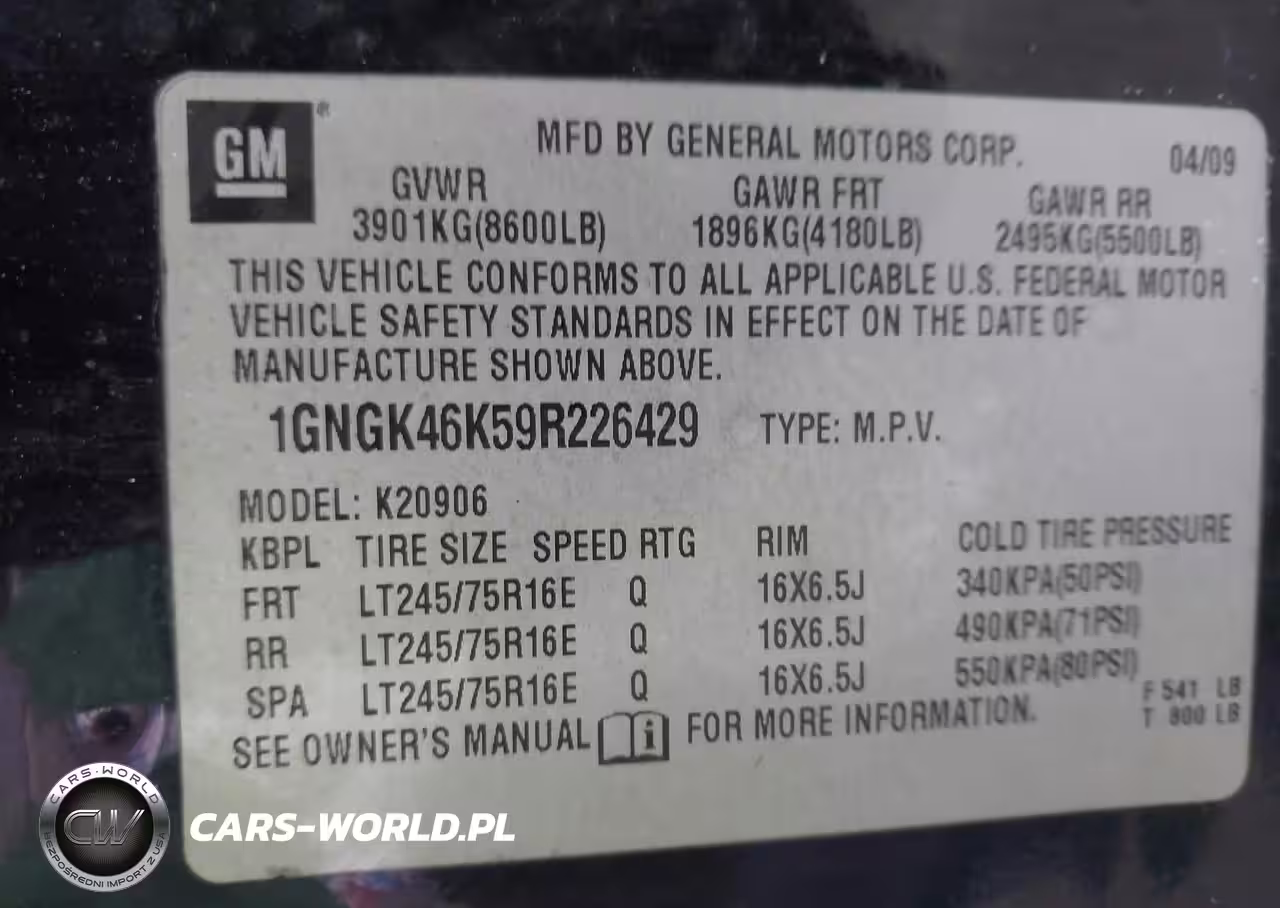 GM
MFD BY GENERAL MOTORS CORP. 04/09
GVWR GAWR FRT GAWR RR
3901KG(8600LB) 1896KG(4180LB) 2495KG(5500LB)
THIS VEHICLE CONFORMS TO ALL APPLICABLE U.S. FEDERAL MOTOR
VEHICLE SAFETY STANDARDS IN EFFECT ON THE DATE OF
MANUFACTURE SHOWN ABOVE.
1GNGK46K59R226429 TYPE: M.P.V.
MODEL: K20906
KBPL TIRE SIZE SPEED RTG RIM COLD TIRE PRESSURE
FRT LT245/75R16E Q 16X6.5J 340KPA(50PSI)
RR LT245/75R16E Q 16X6.5J 490KPA(71PSI)
SPA LT245/75R16E Q 16X6.5J 550KPA(80PSI)
F 541 LB
T 800 LB
SEE OWNER'S MANUAL i FOR MORE INFORMATION.
CARS-WORLD
CW
BEZPOŚREDNI IMPORT Z USA
CARS-WORLD.PL